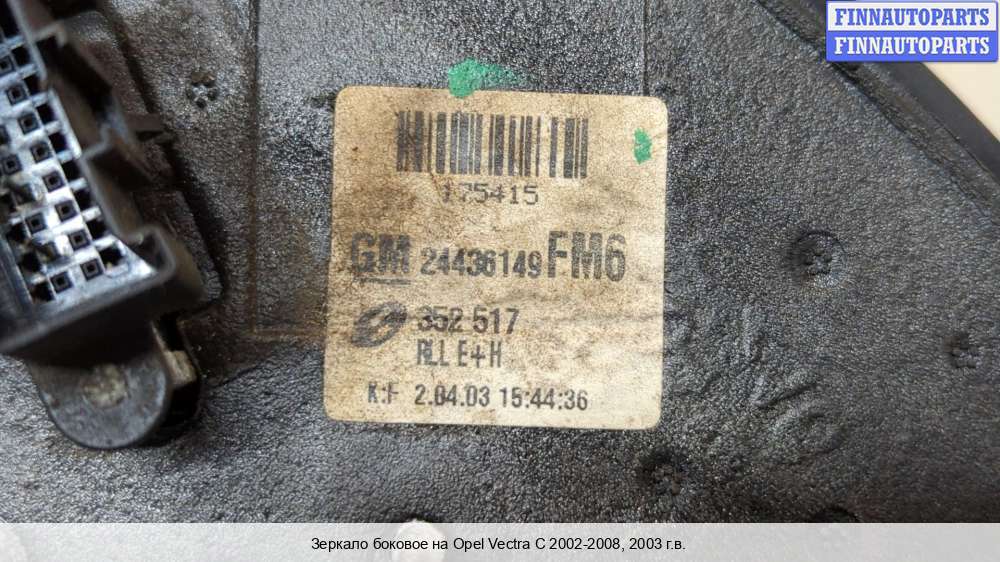 FINNAUTOPARTS
FINNAUTOPARTS
175415
GM 24436149 FM6
352 517
RLL E+H
K:F 2.04.03 15:44:36
Зеркало боковое на Opel Vectra C 2002-2008, 2003 г.в.